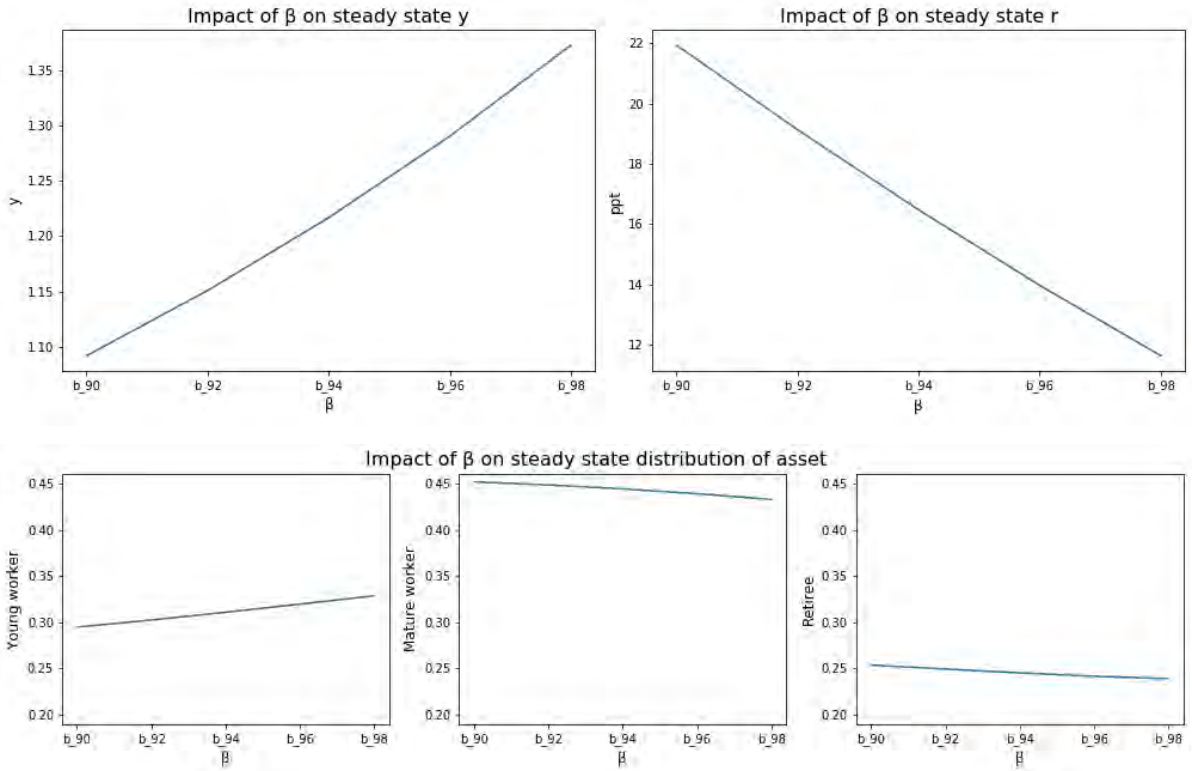 Impact of β on steady state y
y
1.35
1.30
1.25
1.20
1.15
1.10
b_90 b_92 b_94 b_96 b_98
β
Impact of β on steady state r
ppt
22
20
18
16
14
12
b_90 b_92 b_94 b_96 b_98
β
Impact of β on steady state distribution of asset
Young worker
0.45
0.40
0.35
0.30
0.25
0.20
b_90 b_92 b_94 b_96 b_98
β
Mature worker
0.45
0.40
0.35
0.30
0.25
0.20
b_90 b_92 b_94 b_96 b_98
β
Retiree
0.45
0.40
0.35
0.30
0.25
0.20
b_90 b_92 b_94 b_96 b_98
β